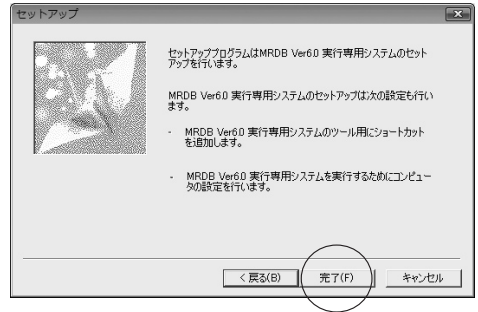 セットアップ
セットアッププログラムはMRDB Ver6.0 実行専用システムのセット
アップを行います。
MRDB Ver6.0 実行専用システムのセットアップは次の設定も行い
ます。
- MRDB Ver6.0 実行専用システムのツール用にショートカット
を追加します。
- MRDB Ver6.0 実行専用システムを実行するためにコンピュー
タの設定を行います。
< 戻る(B)
完了(F)
キャンセル